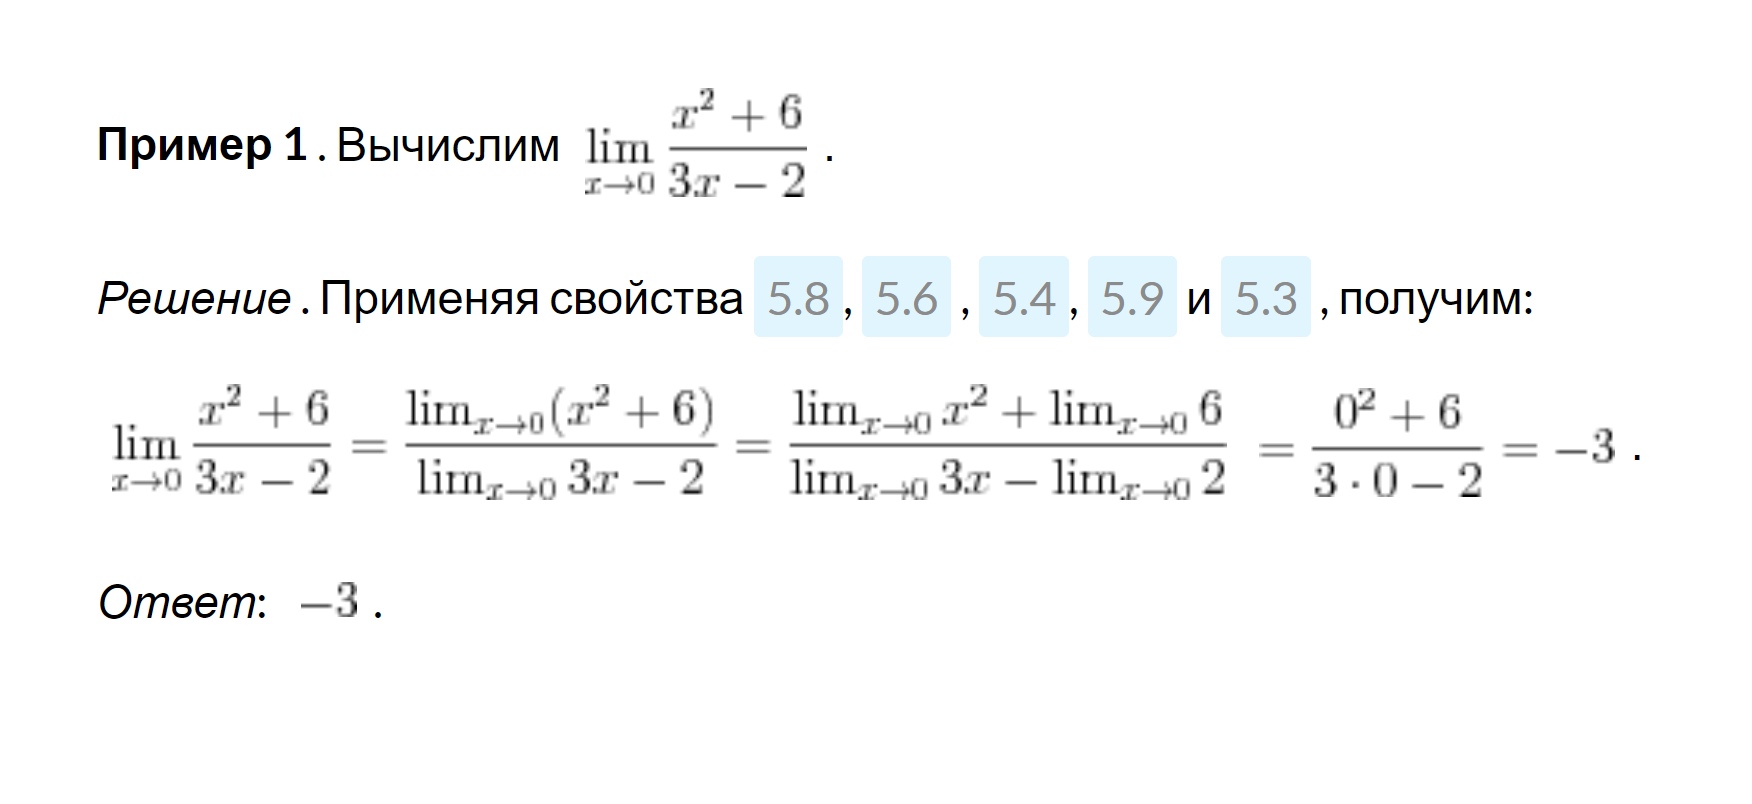 Пример 1 . Вычислим $\lim_{x \to 0} \frac{x^2 + 6}{3x - 2}$ .
Решение . Применяя свойства 5.8 , 5.6 , 5.4 , 5.9 и 5.3 , получим:
$\lim_{x \to 0} \frac{x^2 + 6}{3x - 2} = \frac{\lim_{x \to 0} (x^2 + 6)}{\lim_{x \to 0} 3x - 2} = \frac{\lim_{x \to 0} x^2 + \lim_{x \to 0} 6}{\lim_{x \to 0} 3x - \lim_{x \to 0} 2} = \frac{0^2 + 6}{3 \cdot 0 - 2} = -3$ .
Ответ: $-3$ .